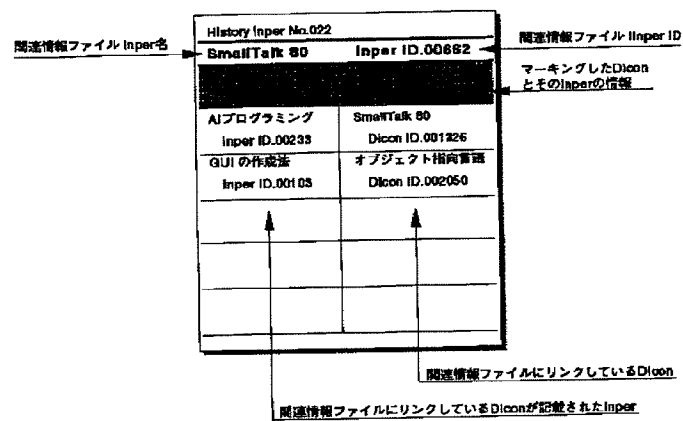 History Inper No.022
関連情報ファイル Inper名
SmallTalk 80 Inper ID.00662
関連情報ファイル Iinper ID
マーキングしたDicon
とそのInperの情報
AIプログラミング SmallTalk 80
Inper ID.00233 Dicon ID.001326
GUI の作成法 オブジェクト指向言語
Inper ID.00103 Dicon ID.002050
関連情報ファイルにリンクしているDicon
関連情報ファイルにリンクしているDiconが記載されたInper